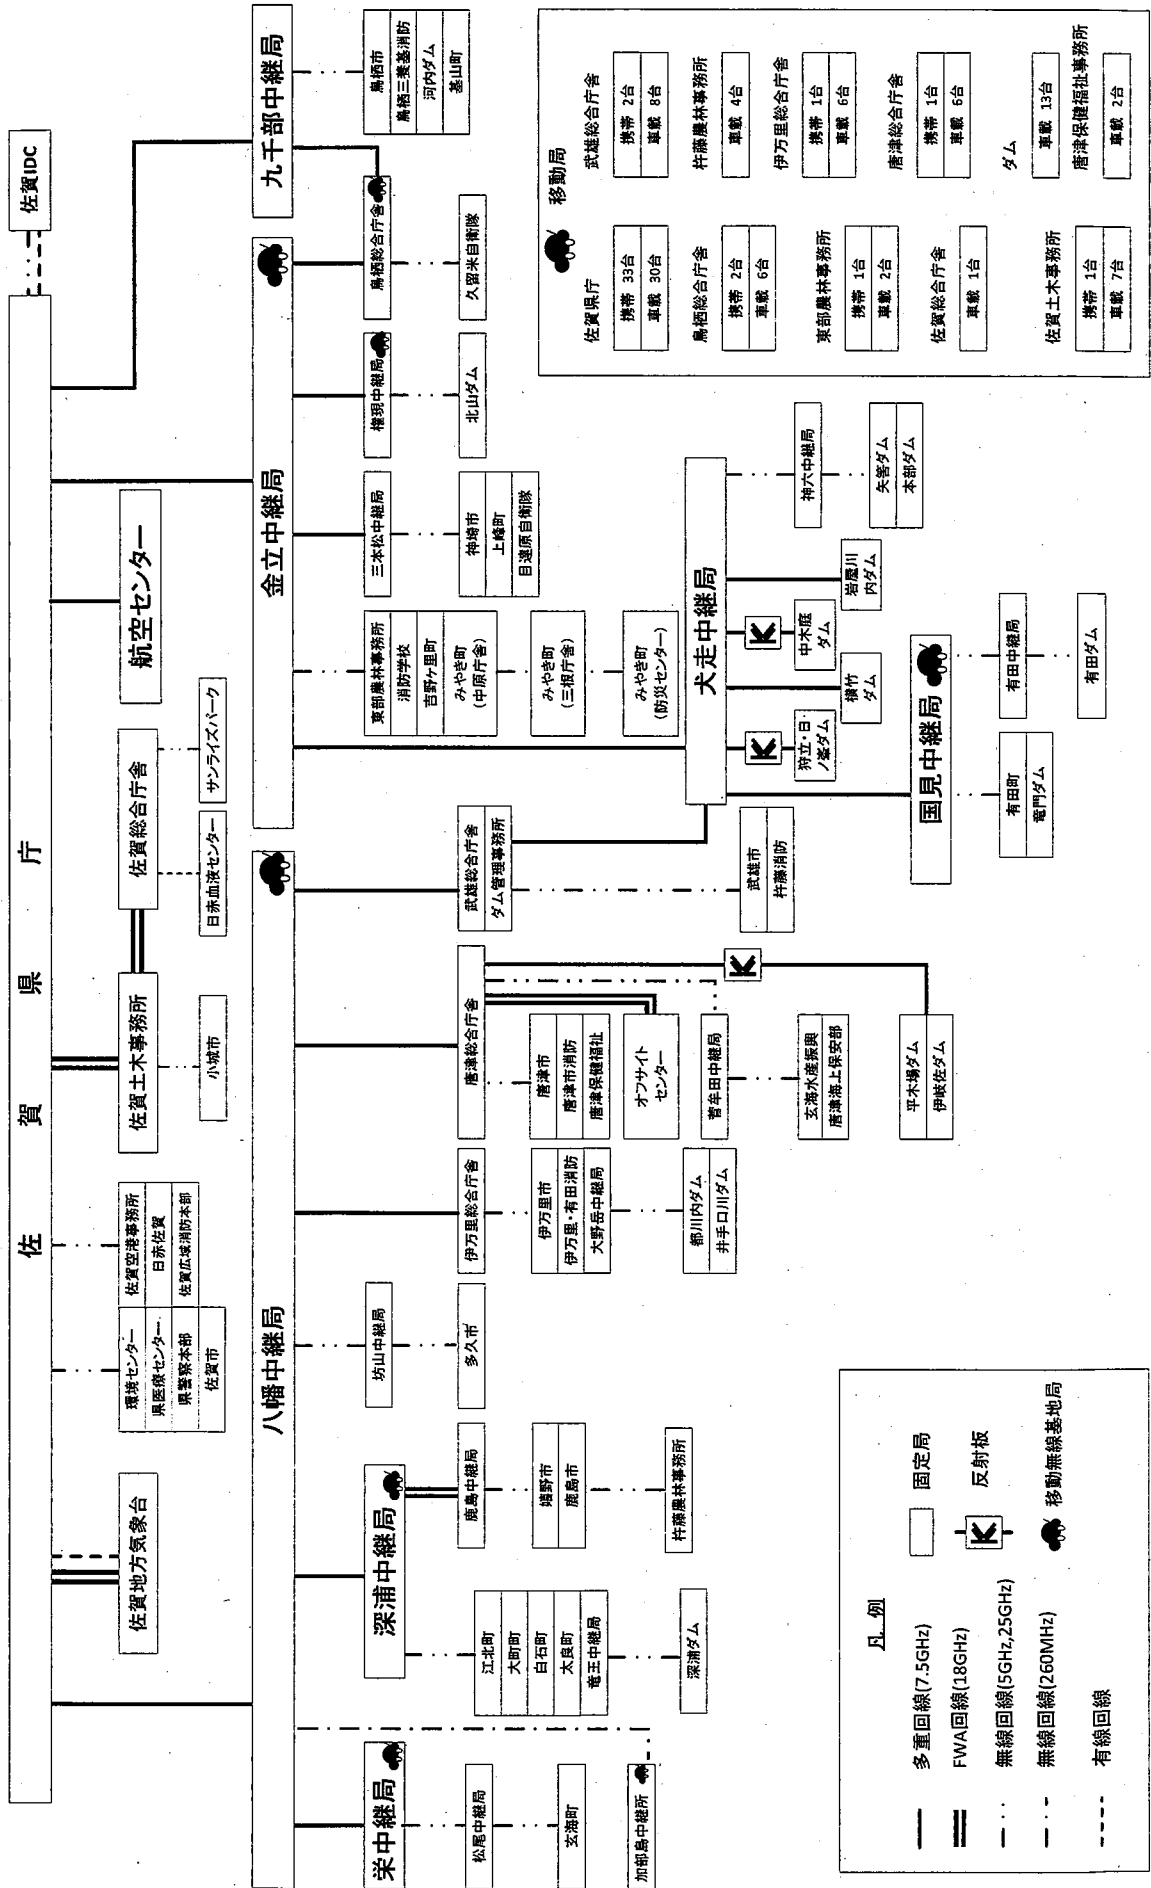 佐賀県庁
佐賀IDC
佐賀地方気象台
環境センター
県医療センター
県警察本部
佐賀市
佐賀空港事務所
日赤佐賀
佐賀広域消防本部
佐賀土木事務所
小城市
佐賀総合庁舎
日赤血液センター
サンライズパーク
航空センター
八幡中継局
金立中継局
九千部中継局
栄中継局
松尾中継局
玄海町
加部島中継所
深浦中継局
江北町
大町町
白石町
太良町
竜王中継局
深浦ダム
鹿島中継局
嬉野市
鹿島市
杵藤農林事務所
坊山中継局
多久市
伊万里総合庁舎
伊万里市
伊万里・有田消防
大野岳中継局
都川内ダム
井手口川ダム
唐津総合庁舎
唐津市
唐津市消防
唐津保健福祉
オフサイト
センター
菅牟田中継局
玄海水産振興
唐津海上保安部
K
平木場ダム
伊岐佐ダム
武雄総合庁舎
ダム管理事務所
武雄市
杵藤消防
東部農林事務所
消防学校
吉野ヶ里町
みやき町
(中原庁舎)
みやき町
(三根庁舎)
みやき町
(防災センター)
三本松中継局
神埼市
上峰町
目達原自衛隊
権現中継局
北山ダム
鳥栖総合庁舎
久留米自衛隊
鳥栖市
鳥栖三養基消防
河内ダム
基山町
犬走中継局
K
狩立・日
ノ峯ダム
横竹
ダム
K
中木庭
ダム
岩屋川
内ダム
神六中継局
矢筈ダム
本部ダム
国見中継局
有田町
竜門ダム
有田中継局
有田ダム
移動局
佐賀県庁
携帯 33台
車載 30台
武雄総合庁舎
携帯 2台
車載 8台
鳥栖総合庁舎
携帯 2台
車載 6台
杵藤農林事務所
車載 4台
東部農林事務所
携帯 1台
車載 2台
伊万里総合庁舎
携帯 1台
車載 6台
佐賀総合庁舎
車載 1台
唐津総合庁舎
携帯 1台
車載 6台
佐賀土木事務所
携帯 1台
車載 7台
ダム
車載 13台
唐津保健福祉事務所
車載 2台
凡例
多重回線(7.5GHz)
FWA回線(18GHz)
無線回線(5GHz,25GHz)
無線回線(260MHz)
有線回線
固定局
K
反射板
移動無線基地局